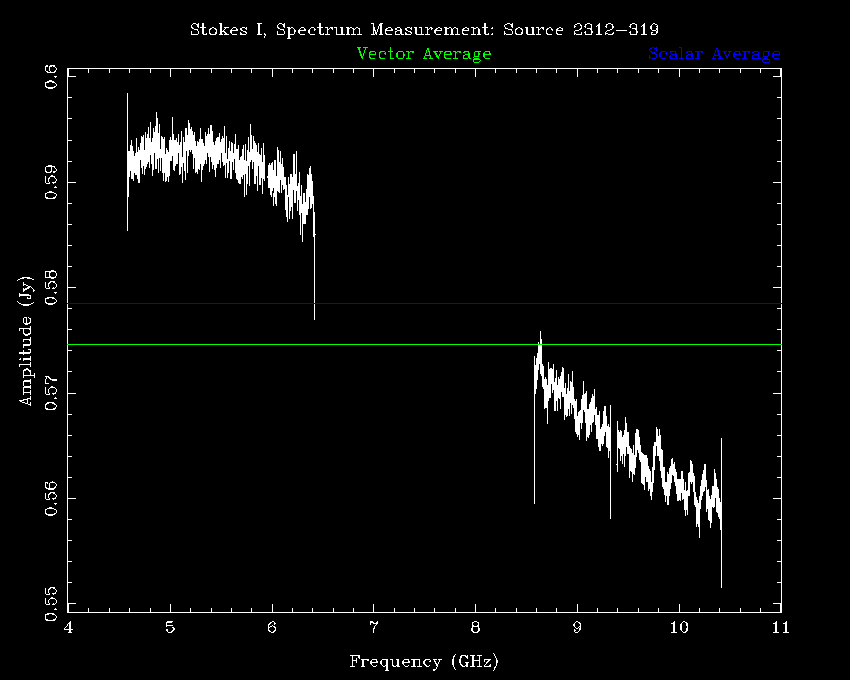 Stokes I, Spectrum Measurement: Source 2312−319
Vector Average Scalar Average
0.6
0.59
0.58
0.57
0.56
0.55
Amplitude (Jy)
4 5 6 7 8 9 10 11
Frequency (GHz)